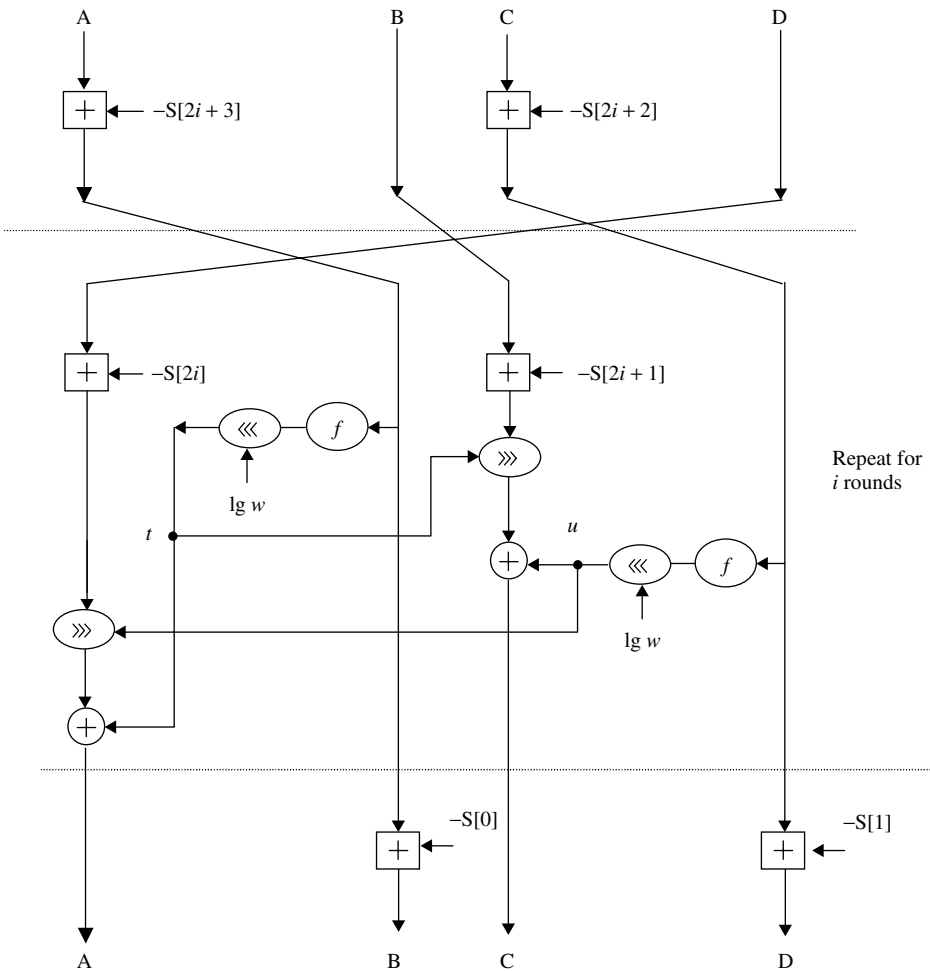 A B C D
+ −S[2i + 3] + −S[2i + 2]
+ −S[2i] + −S[2i + 1]
⋘ f
⋙
lg w
Repeat for
i rounds
t
u
+ ⋘ f
⋙
lg w
+
−S[0] −S[1]
+ +
A B C D